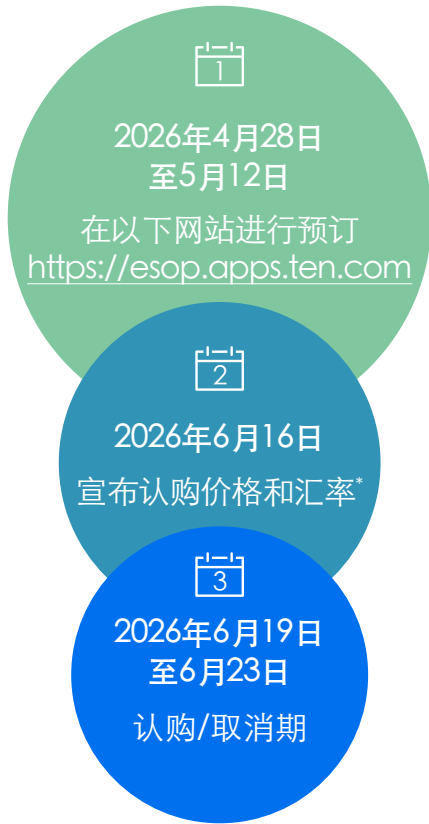 1
2026年4月28日
至5月12日
在以下网站进行预订
https://esop.apps.ten.com
2
2026年6月16日
宣布认购价格和汇率*
3
2026年6月19日
至6月23日
认购/取消期